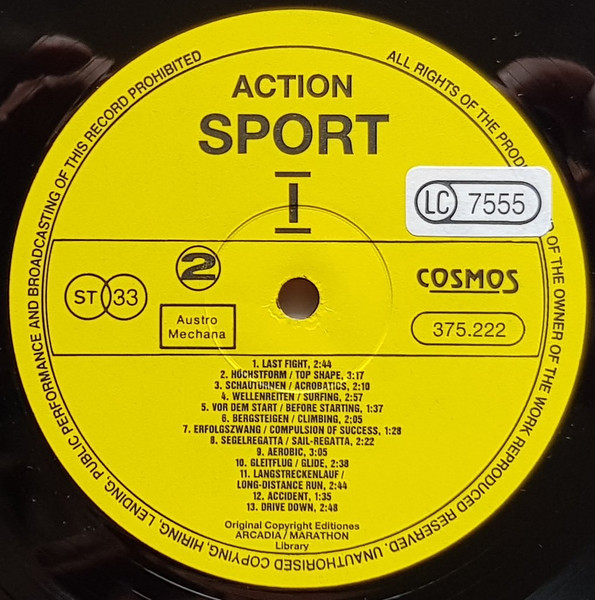 ALL RIGHTS OF THE PROD
OF THE OWNER OF THE WORK REPRODUCED RESERVED. UNAUTHORISED COPYING, HIRING, LENDING, PUBLIC PERFORMANCE AND BROADCASTING OF THIS RECORD PROHIBITED
ACTION
SPORT
I
LC 7555
2
ST 33
Austro
Mechana
COSMOS
375.222
1. LAST FIGHT, 2:44
2. HÖCHSTFORM / TOP SHAPE, 3:17
3. SCHAUTURNEN / ACROBATICS, 2:10
4. WELLENREITEN / SURFING, 2:57
5. VOR DEM START / BEFORE STARTING, 1:37
6. BERGSTEIGEN / CLIMBING, 2;05
7. ERFOLGSZWANG / COMPULSION OF SUCCESS, 1:28
8. SEGELREGATTA / SAIL-REGATTA, 2:22
9. AEROBIC, 3:05
10. GLEITFLUG / GLIDE, 2:38
11. LANGSTRECKENLAUF /
LONG-DISTANCE RUN, 2:44
12. ACCIDENT, 1:35
13. DRIVE DOWN, 2:48
Original Copyright Editiones
ARCADIA/MARATHON
Library